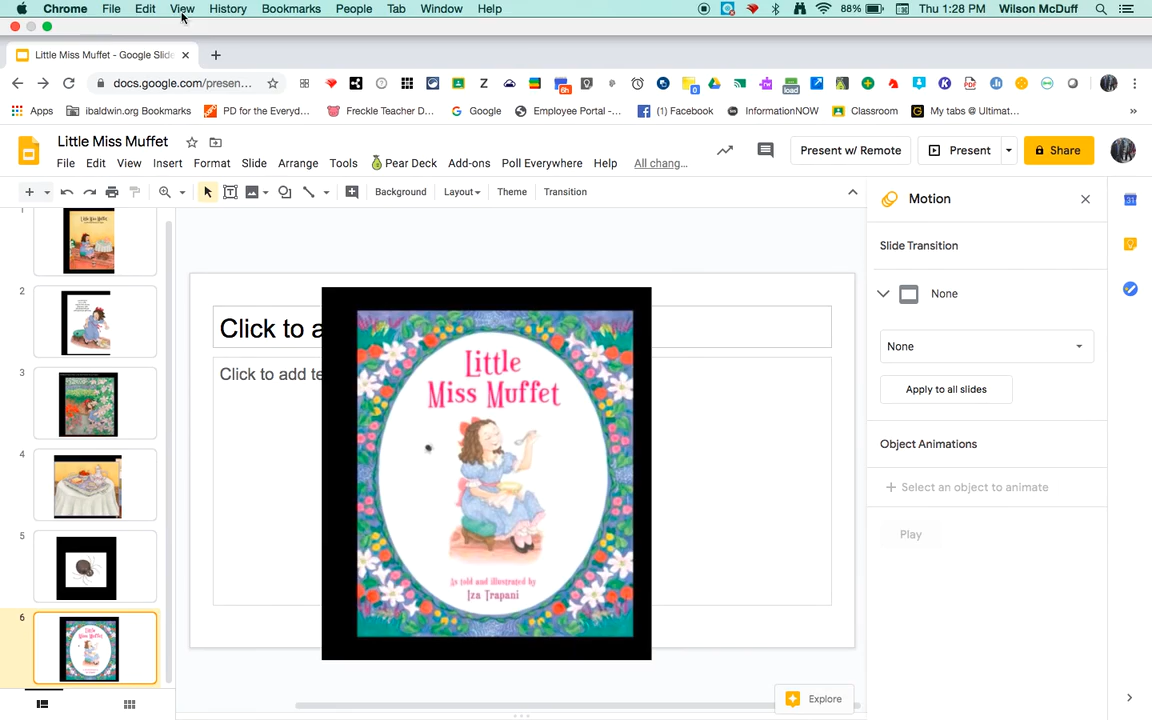 Chrome File Edit View History Bookmarks People Tab Window Help 88% Thu 1:28 PM Wilson McDuff
Little Miss Muffet - Google Slide
docs.google.com/presen...
Apps ibaldwin.org Bookmarks PD for the Everyd... Freckle Teacher D... Google Employee Portal -... (1) Facebook InformationNOW Classroom My tabs @ Ultimat...
Little Miss Muffet
Present w/ Remote Present Share
File Edit View Insert Format Slide Arrange Tools Pear Deck Add-ons Poll Everywhere Help All chang...
Background Layout Theme Transition
Motion
Slide Transition
None
None
Apply to all slides
Object Animations
+ Select an object to animate
Play
1
2
3
4
5
6
Click to a
Click to add te
Little
Miss Muffet
As told and illustrated by
Iza Trapani
Explore